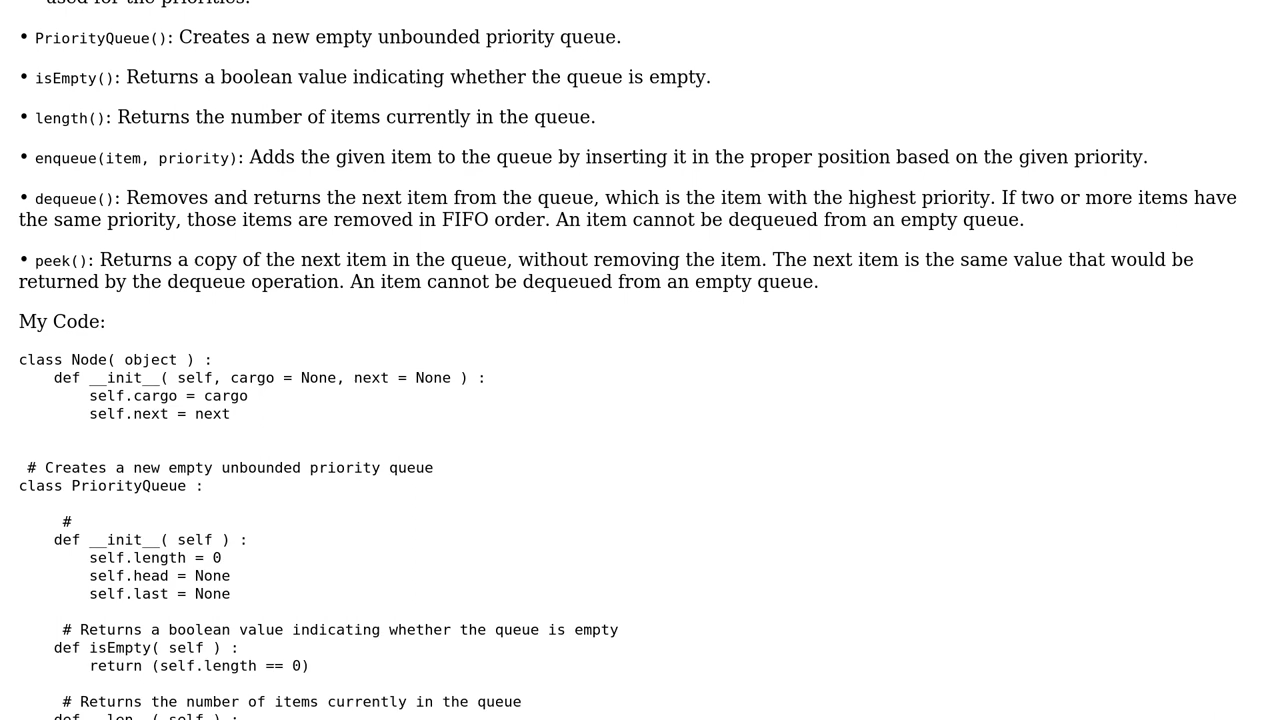 used for the priorities.
• PriorityQueue(): Creates a new empty unbounded priority queue.
• isEmpty(): Returns a boolean value indicating whether the queue is empty.
• length(): Returns the number of items currently in the queue.
• enqueue(item, priority): Adds the given item to the queue by inserting it in the proper position based on the given priority.
• dequeue(): Removes and returns the next item from the queue, which is the item with the highest priority. If two or more items have
the same priority, those items are removed in FIFO order. An item cannot be dequeued from an empty queue.
• peek(): Returns a copy of the next item in the queue, without removing the item. The next item is the same value that would be
returned by the dequeue operation. An item cannot be dequeued from an empty queue.
My Code:
class Node( object ) :
    def __init__( self, cargo = None, next = None ) :
        self.cargo = cargo
        self.next = next
 # Creates a new empty unbounded priority queue
class PriorityQueue :
     #
    def __init__( self ) :
        self.length = 0
        self.head = None
        self.last = None
     # Returns a boolean value indicating whether the queue is empty
    def isEmpty( self ) :
        return (self.length == 0)
     # Returns the number of items currently in the queue
    def __len__( self ) :